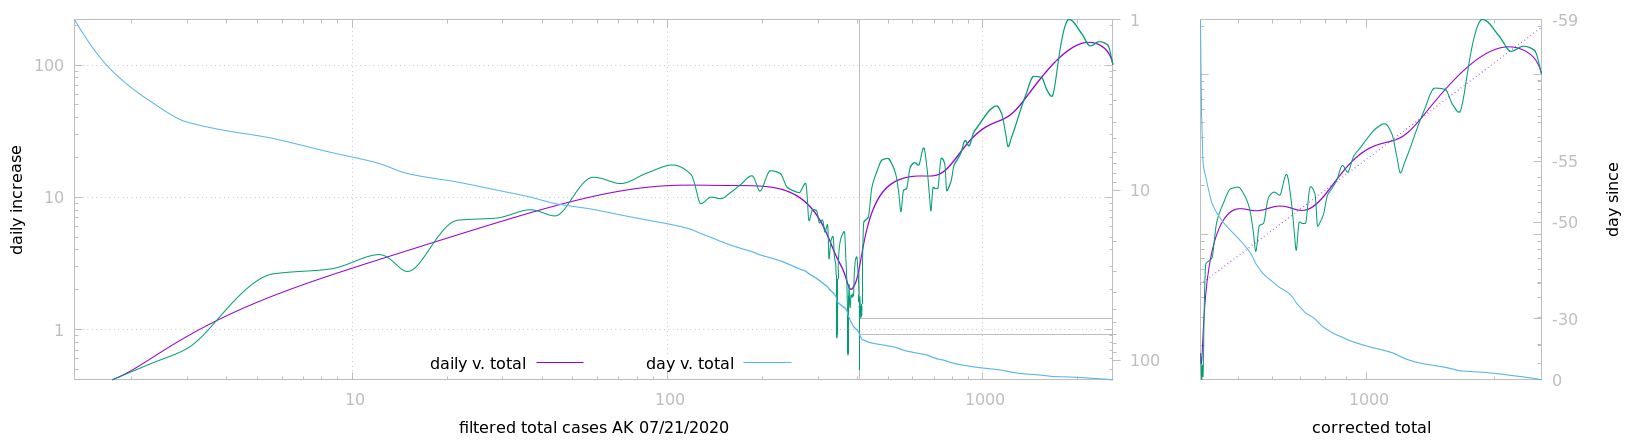 daily increase
100
10
1
daily v. total
day v. total
10
100
1000
filtered total cases AK 07/21/2020
1
10
100
1000
corrected total
-59
-55
-50
-30
0
day since